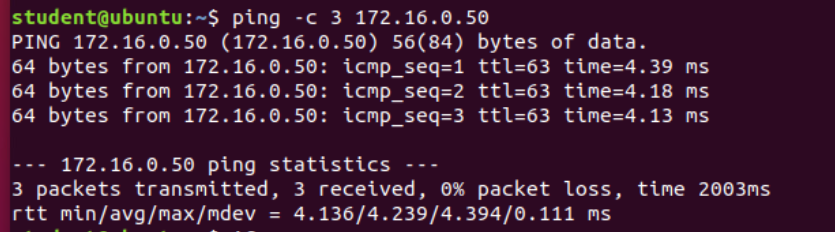 student@ubuntu:~$ ping -c 3 172.16.0.50
PING 172.16.0.50 (172.16.0.50) 56(84) bytes of data.
64 bytes from 172.16.0.50: icmp_seq=1 ttl=63 time=4.39 ms
64 bytes from 172.16.0.50: icmp_seq=2 ttl=63 time=4.18 ms
64 bytes from 172.16.0.50: icmp_seq=3 ttl=63 time=4.13 ms
--- 172.16.0.50 ping statistics ---
3 packets transmitted, 3 received, 0% packet loss, time 2003ms
rtt min/avg/max/mdev = 4.136/4.239/4.394/0.111 ms